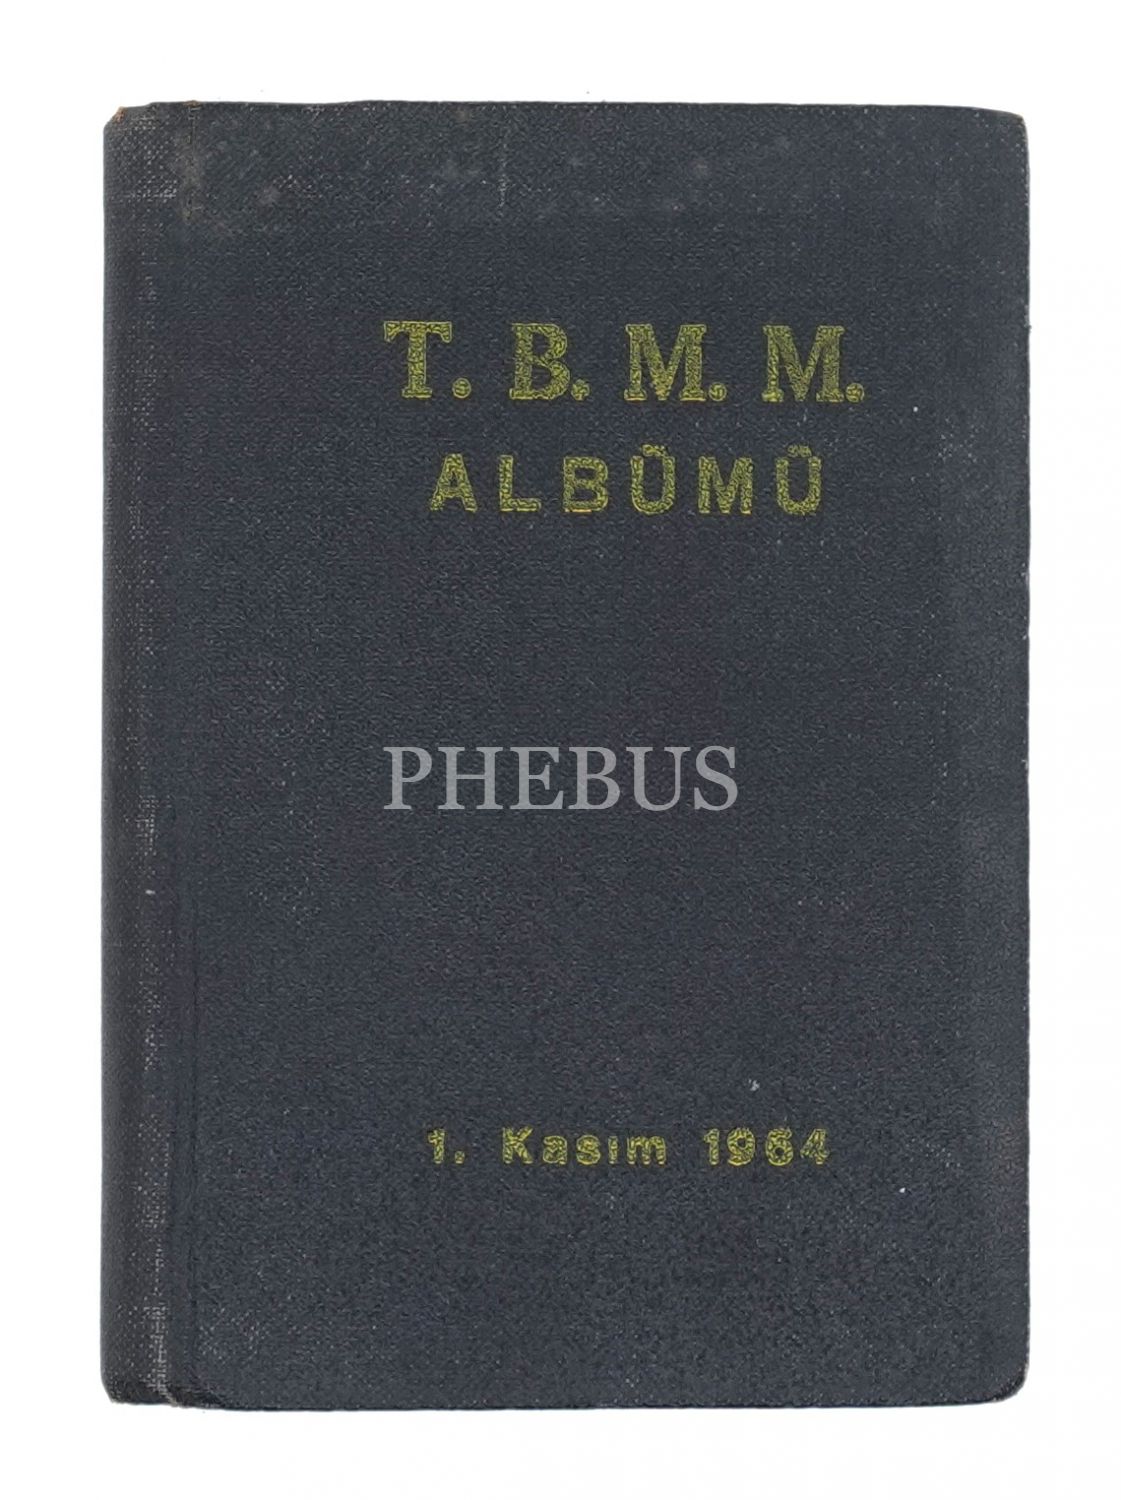 T. B. M. M.
ALBÜMÜ
PHEBUS
1. Kasım 1964